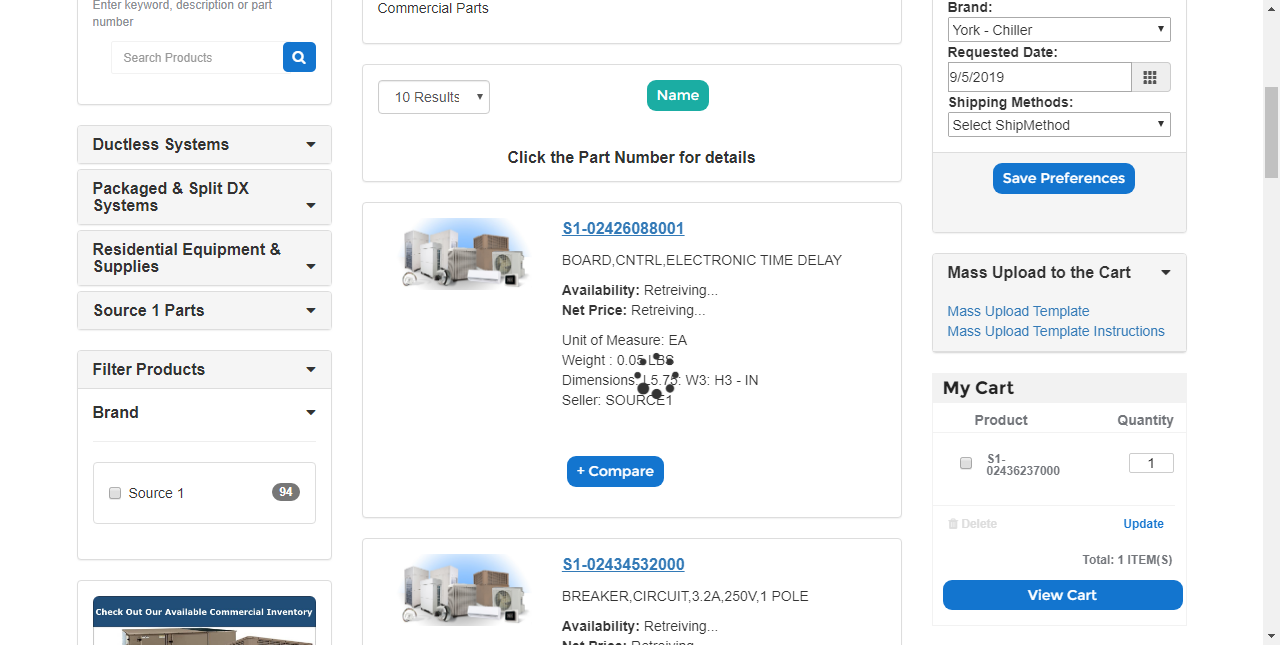 Enter keyword, description or part
number
Search Products
Ductless Systems
Packaged & Split DX
Systems
Residential Equipment &
Supplies
Source 1 Parts
Filter Products
Brand
Source 1
94
Check Out Our Available Commercial Inventory
Commercial Parts
10 Results
Name
Click the Part Number for details
S1-02426088001
BOARD,CNTRL,ELECTRONIC TIME DELAY
Availability: Retreiving...
Net Price: Retreiving...
Unit of Measure: EA
Weight : 0.05 LBS
Dimensions: L5.75: W3: H3 - IN
Seller: SOURCE1
+ Compare
S1-02434532000
BREAKER,CIRCUIT,3.2A,250V,1 POLE
Availability: Retreiving...
Net Price: Retreiving...
Brand:
York - Chiller
Requested Date:
9/5/2019
Shipping Methods:
Select ShipMethod
Save Preferences
Mass Upload to the Cart
Mass Upload Template
Mass Upload Template Instructions
My Cart
Product Quantity
S1-
02436237000
1
Delete Update
Total: 1 ITEM(S)
View Cart